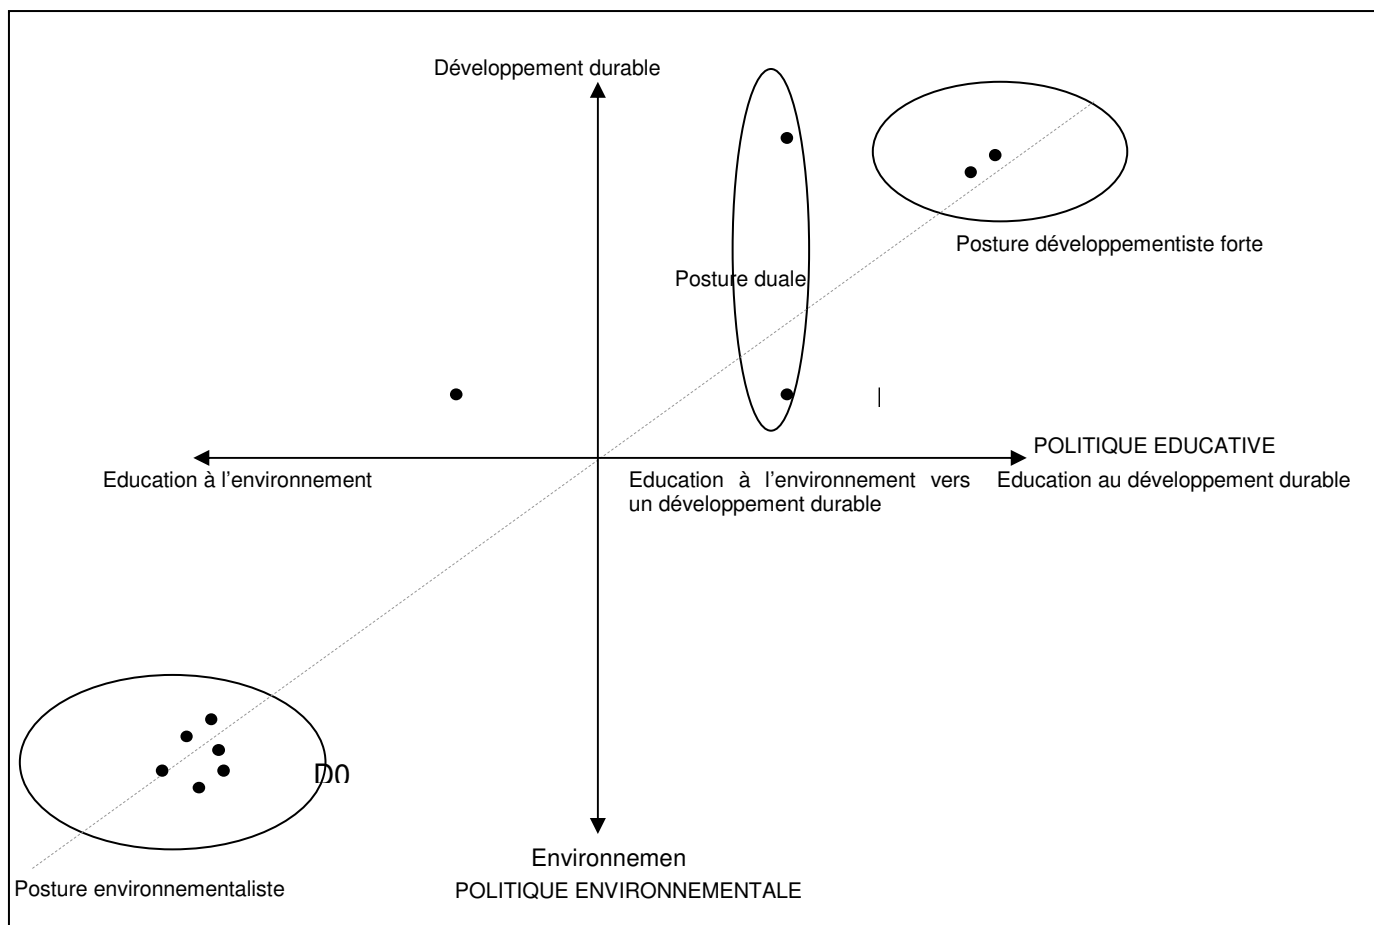 Développement durable
Posture développementiste forte
Posture duale
POLITIQUE EDUCATIVE
Education à l'environnement
Education à l'environnement vers
un développement durable
Education au développement durable
D0
Environnemen
Posture environnementaliste
POLITIQUE ENVIRONNEMENTALE